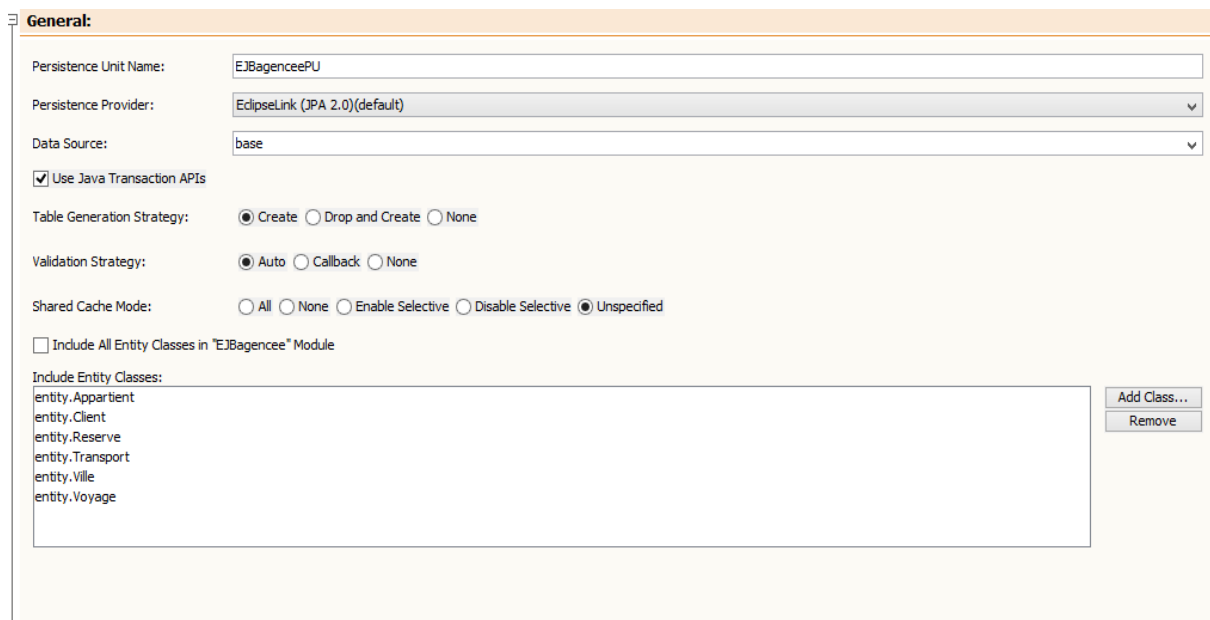 General:
Persistence Unit Name: EJBagenceePU
Persistence Provider: EclipseLink (JPA 2.0)(default)
Data Source: base
Use Java Transaction APIs
Table Generation Strategy: Create Drop and Create None
Validation Strategy: Auto Callback None
Shared Cache Mode: All None Enable Selective Disable Selective Unspecified
Include All Entity Classes in "EJBagencee" Module
Include Entity Classes:
entity.Appartient Add Class...
entity.Client Remove
entity.Reserve
entity.Transport
entity.Ville
entity.Voyage